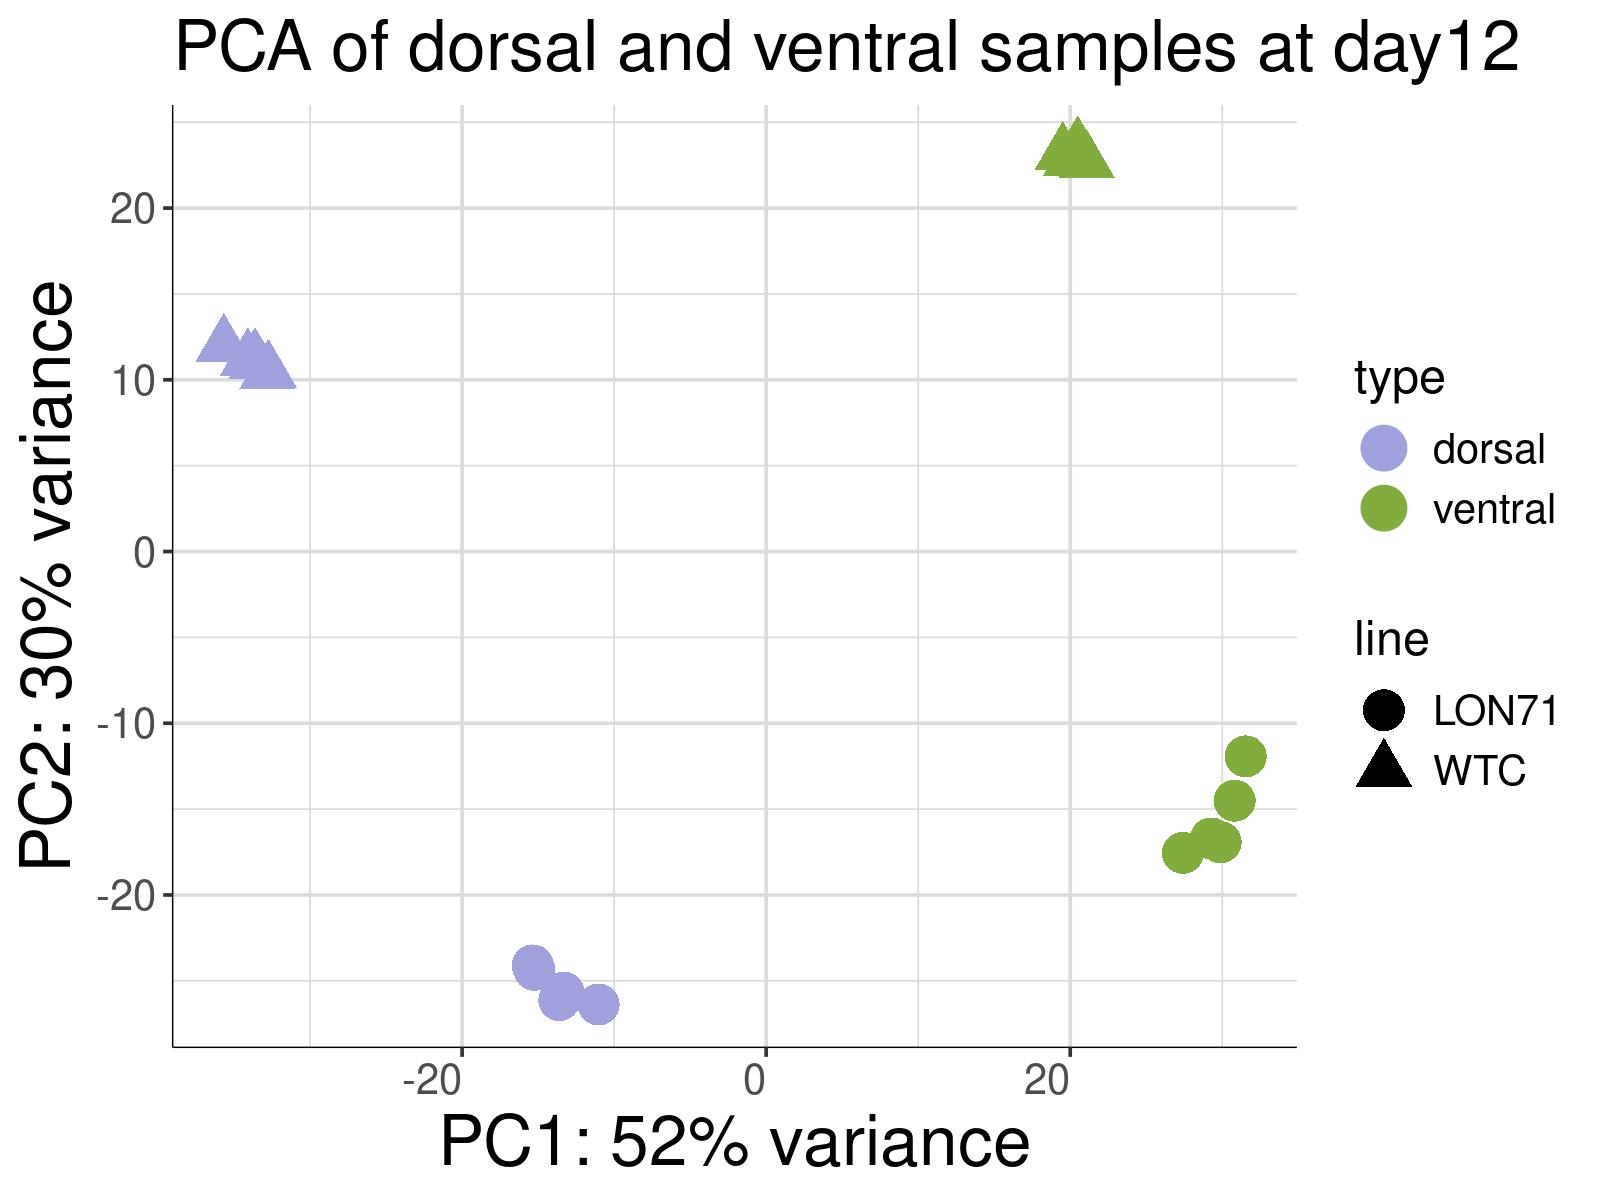 PCA of dorsal and ventral samples at day12
PC2: 30% variance
20
10
0
-10
-20
-20
0
20
PC1: 52% variance
type
dorsal
ventral
line
LON71
WTC